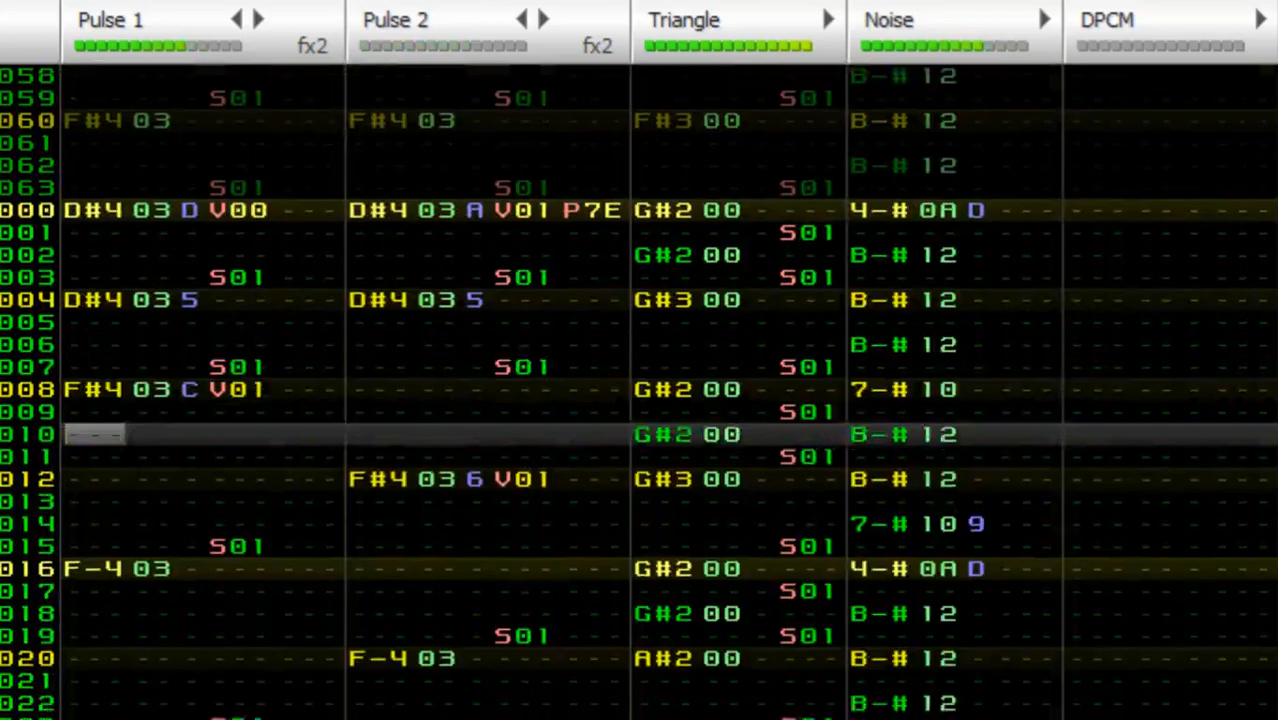 Pulse 1 Pulse 2 Triangle Noise DPCM
fx2 fx2
058 B-# 12
059 S01 S01 S01
060 F#4 03 F#4 03 F#3 00 B-# 12
061
062 B-# 12
063 S01 S01 S01
000 D#4 03 D V00 D#4 03 A V01 P7E G#2 00 4-# 0A D
001 S01
002 G#2 00 B-# 12
003 S01 S01 S01
004 D#4 03 5 D#4 03 5 G#3 00 B-# 12
005
006 B-# 12
007 S01 S01 S01
008 F#4 03 C V01 G#2 00 7-# 10
009 S01
010 --- G#2 00 B-# 12
011 S01
012 F#4 03 6 V01 G#3 00 B-# 12
013
014 7-# 10 9
015 S01 S01
016 F-4 03 G#2 00 4-# 0A D
017 S01
018 G#2 00 B-# 12
019 S01 S01
020 F-4 03 A#2 00 B-# 12
021
022 B-# 12